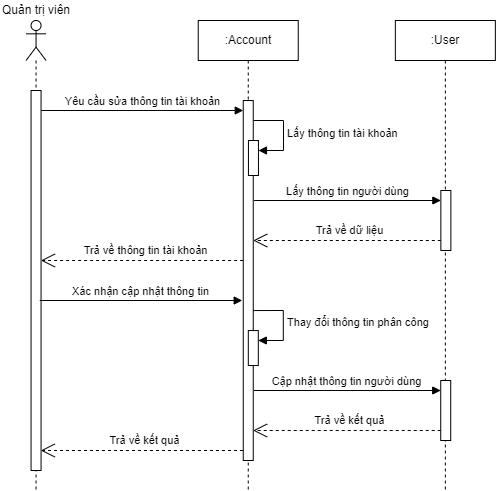 Quản trị viên
:Account
:User
Yêu cầu sửa thông tin tài khoản
Lấy thông tin tài khoản
Lấy thông tin người dùng
Trả về dữ liệu
Trả về thông tin tài khoản
Xác nhận cập nhật thông tin
Thay đổi thông tin phân công
Cập nhật thông tin người dùng
Trả về kết quả
Trả về kết quả